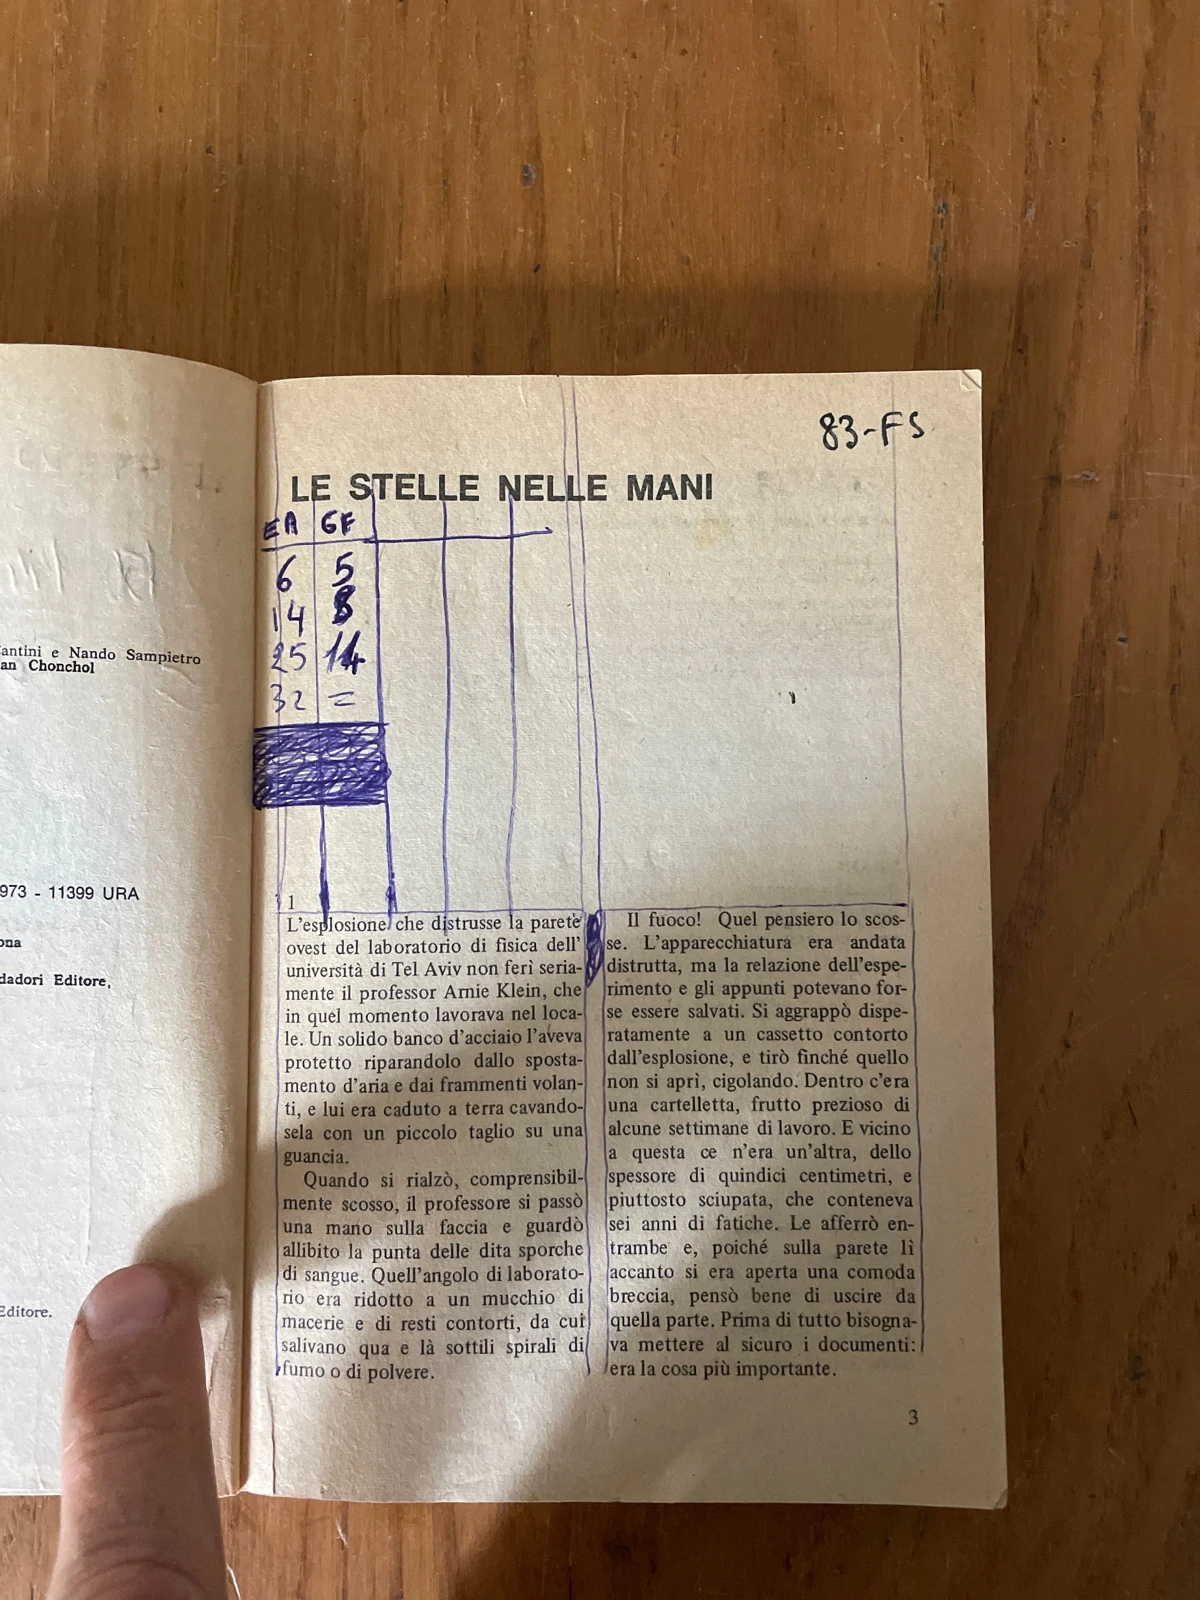 antini e Nando Sampietro
an Chonchol
973 - 11399 URA
ona
dadori Editore,
Editore.
83-FS
LE STELLE NELLE MANI
EA GF
6 5
14 8
25 14
32 =
1
L'esplosione che distrusse la parete
ovest del laboratorio di fisica dell'
università di Tel Aviv non ferì seria-
mente il professor Arnie Klein, che
in quel momento lavorava nel loca-
le. Un solido banco d'acciaio l'aveva
protetto riparandolo dallo sposta-
mento d'aria e dai frammenti volan-
ti, e lui era caduto a terra cavando-
sela con un piccolo taglio su una
guancia.
Quando si rialzò, comprensibil-
mente scosso, il professore si passò
una mano sulla faccia e guardò
allibito la punta delle dita sporche
di sangue. Quell'angolo di laborato-
rio era ridotto a un mucchio di
macerie e di resti contorti, da cui
salivano qua e là sottili spirali di
fumo o di polvere.
Il fuoco! Quel pensiero lo scos-
se. L'apparecchiatura era andata
distrutta, ma la relazione dell'espe-
rimento e gli appunti potevano for-
se essere salvati. Si aggrappò dispe-
ratamente a un cassetto contorto
dall'esplosione, e tirò finché quello
non si aprì, cigolando. Dentro c'era
una cartelletta, frutto prezioso di
alcune settimane di lavoro. E vicino
a questa ce n'era un'altra, dello
spessore di quindici centimetri, e
piuttosto sciupata, che conteneva
sei anni di fatiche. Le afferrò en-
trambe e, poiché sulla parete lì
accanto si era aperta una comoda
breccia, pensò bene di uscire da
quella parte. Prima di tutto bisogna-
va mettere al sicuro i documenti:
era la cosa più importante.
3